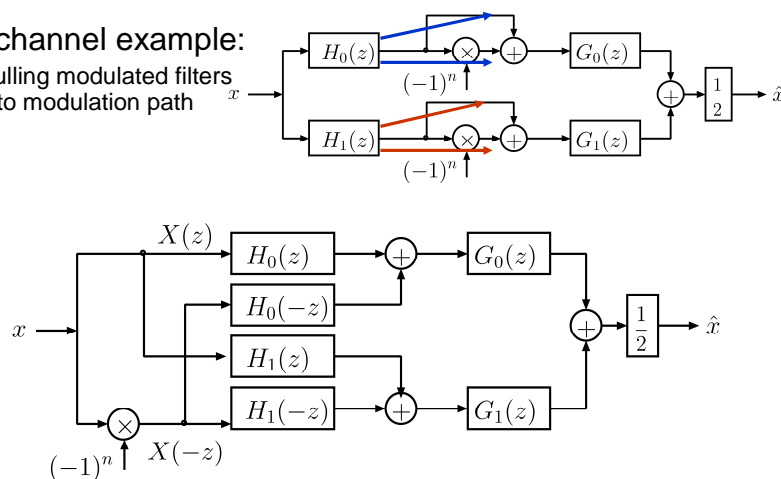 channel example:
ulling modulated filters
to modulation path
x
H₀(z)
×
+
G₀(z)
(−1)ⁿ
+
1
2
x̂
H₁(z)
×
+
G₁(z)
(−1)ⁿ
X(z)
H₀(z)
+
G₀(z)
H₀(−z)
x
+
1
2
x̂
H₁(z)
×
H₁(−z)
+
G₁(z)
(−1)ⁿ
X(−z)